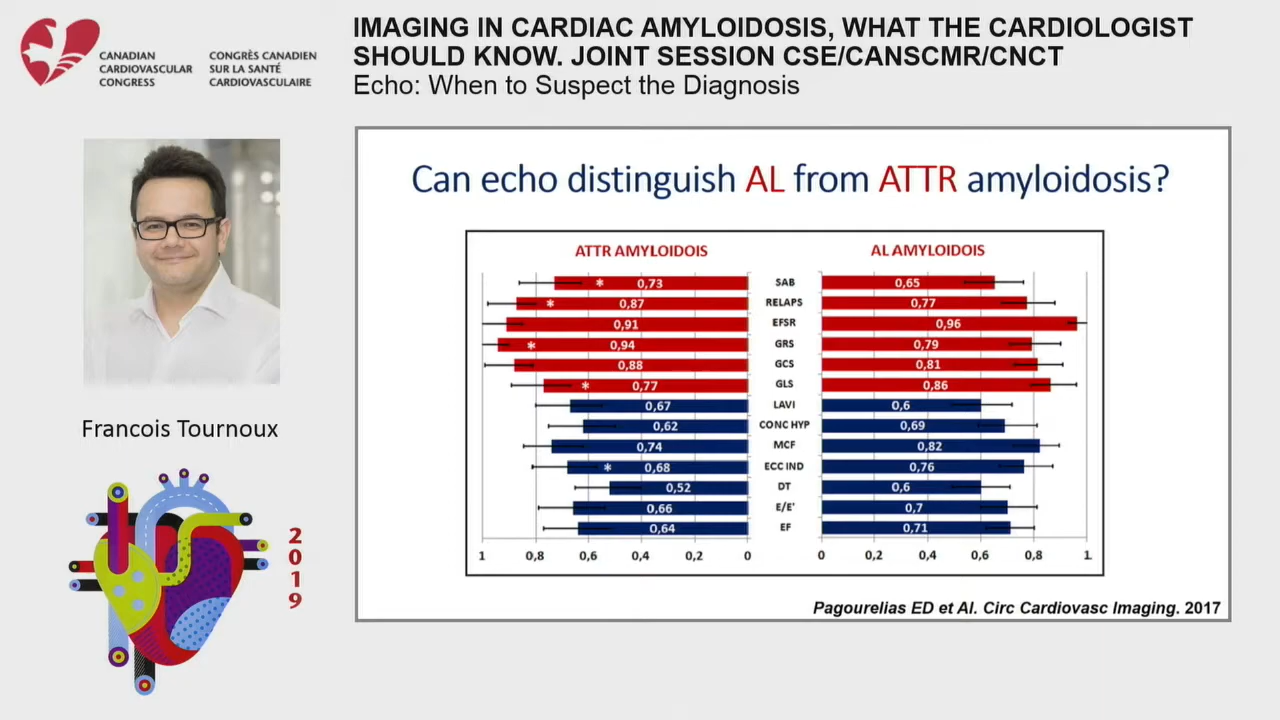 CANADIAN
CARDIOVASCULAR
CONGRESS
CONGRÈS CANADIEN
SUR LA SANTÉ
CARDIOVASCULAIRE
IMAGING IN CARDIAC AMYLOIDOSIS, WHAT THE CARDIOLOGIST
SHOULD KNOW. JOINT SESSION CSE/CANSCMR/CNCT
Echo: When to Suspect the Diagnosis
Francois Tournoux
2019
Can echo distinguish AL from ATTR amyloidosis?
ATTR AMYLOIDOIS AL AMYLOIDOIS
* 0,73 SAB 0,65
* 0,87 RELAPS 0,77
0,91 EFSR 0,96
* 0,94 GRS 0,79
0,88 GCS 0,81
0,77 * GLS 0,86
0,67 LAVI 0,6
0,62 CONC HYP 0,69
0,74 MCF 0,82
* 0,68 ECC IND 0,76
0,52 DT 0,6
0,66 E/E' 0,7
0,64 EF 0,71
1 0,8 0,6 0,4 0,2 0 0 0,2 0,4 0,6 0,8 1
Pagourelias ED et Al. Circ Cardiovasc Imaging. 2017